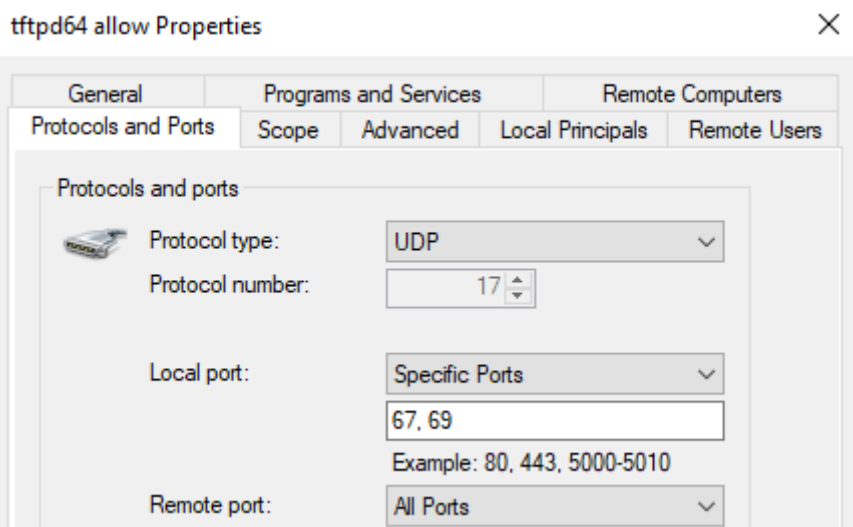 tftpd64 allow Properties
General Programs and Services Remote Computers
Protocols and Ports Scope Advanced Local Principals Remote Users
Protocols and ports
Protocol type: UDP
Protocol number: 17
Local port: Specific Ports
67, 69
Example: 80, 443, 5000-5010
Remote port: All Ports